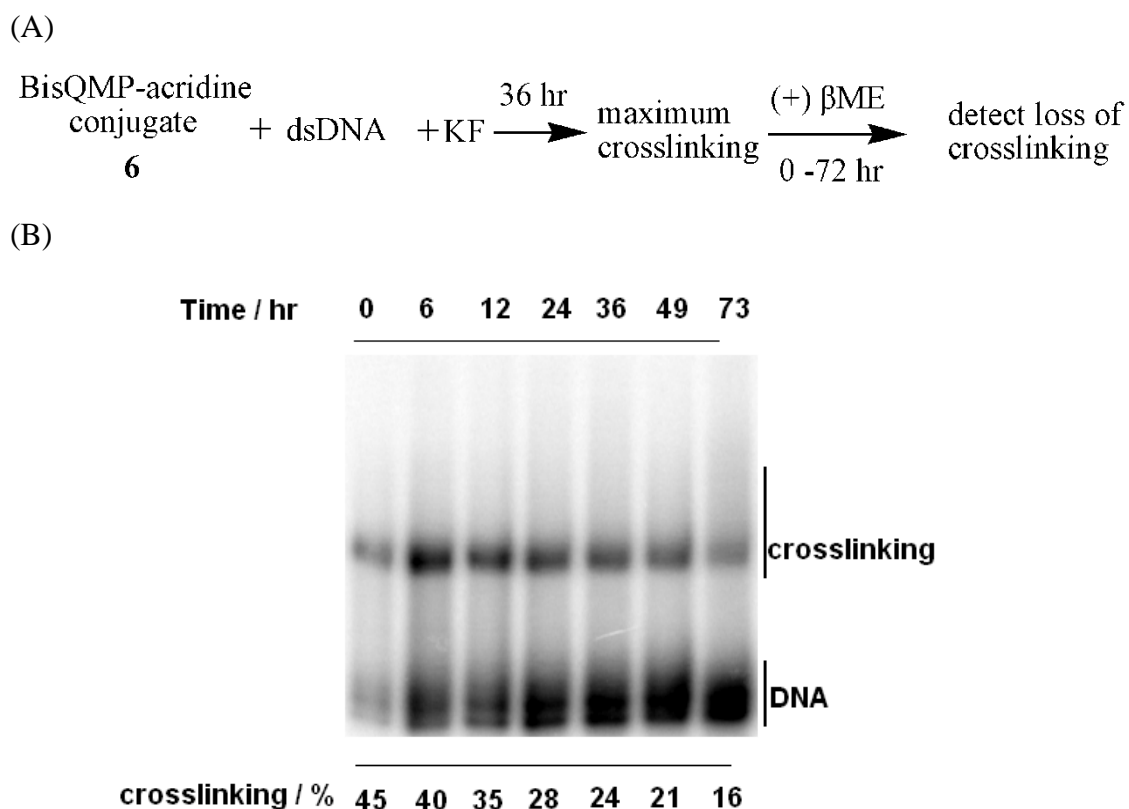 (A)
BisQMP-acridine
conjugate
6
+ dsDNA +KF
36 hr
maximum
crosslinking
(+) βME
0 -72 hr
detect loss of
crosslinking
(B)
Time / hr 0 6 12 24 36 49 73
crosslinking
DNA
crosslinking / % 45 40 35 28 24 21 16